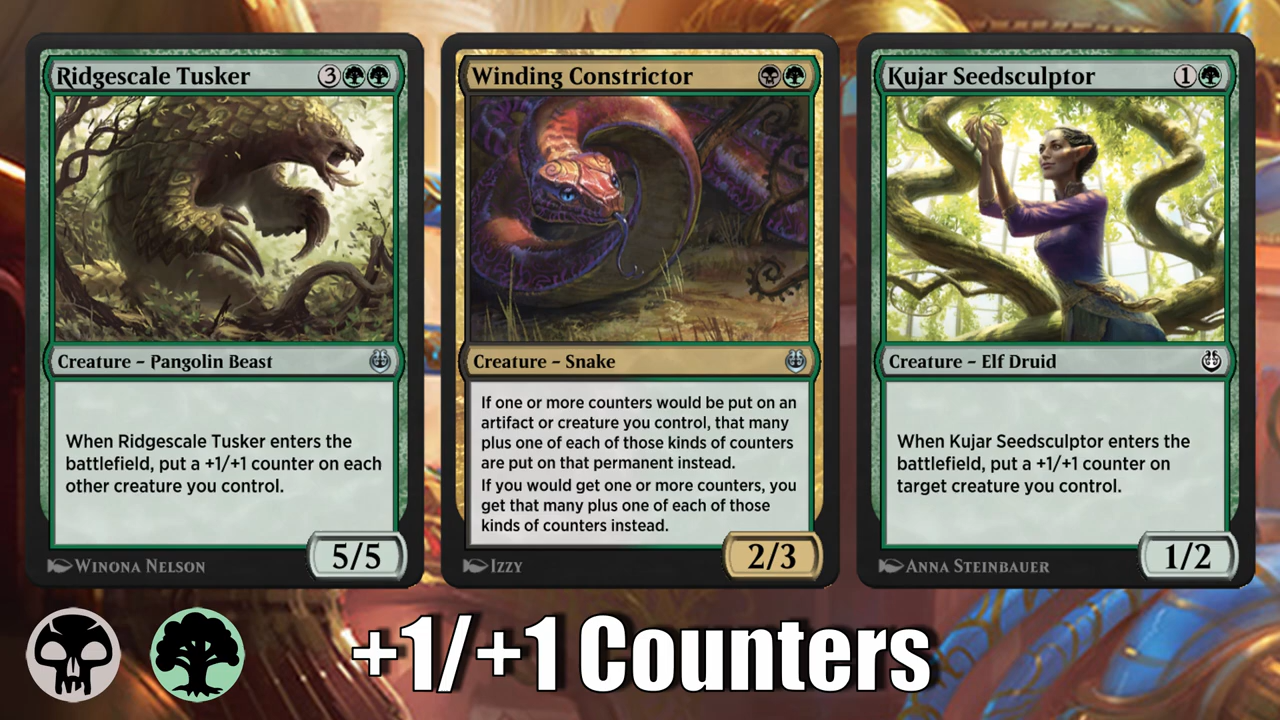 Ridgescale Tusker 3
Creature – Pangolin Beast
When Ridgescale Tusker enters the
battlefield, put a +1/+1 counter on each
other creature you control.
5/5
Winona Nelson
Winding Constrictor
Creature – Snake
If one or more counters would be put on an
artifact or creature you control, that many
plus one of each of those kinds of counters
are put on that permanent instead.
If you would get one or more counters, you
get that many plus one of each of those
kinds of counters instead.
2/3
Izzy
Kujar Seedsculptor 1
Creature – Elf Druid
When Kujar Seedsculptor enters the
battlefield, put a +1/+1 counter on
target creature you control.
1/2
Anna Steinbauer
+1/+1 Counters